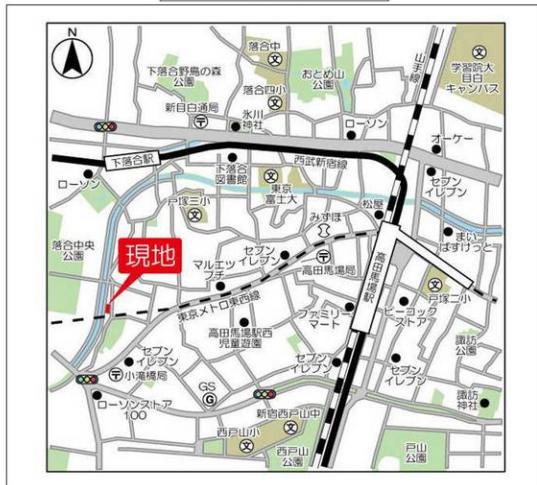 N
落合中
文
下落合野鳥の森
公園
落合四小
文
おとめ山
公園
山手線
文
学習院大
目白
キャンパス
新目白通局
〒
氷川
神社
ローソン
オーケー
下落合駅
西武新宿線
ローソン
下落合
図書館
文
東京
富士大
セブン
イレブン
戸塚三小
文
みずほ
松屋
まい
ばすけっと
落合中央
公園
現地
セブン
イレブン
マルエツ
プチ
〒
高田馬場局
高田馬場駅
文
戸塚二小
東京メトロ東西線
ファミリー
マート
ピーコック
ストア
高田馬場駅西
児童遊園
諏訪
公園
セブン
イレブン
〒
小滝橋局
セブン
イレブン
セブン
イレブン
GS
G
ローソンストア
100
新宿西戸山中
文
諏訪
神社
西戸山小
文
西戸山
公園
戸山
公園